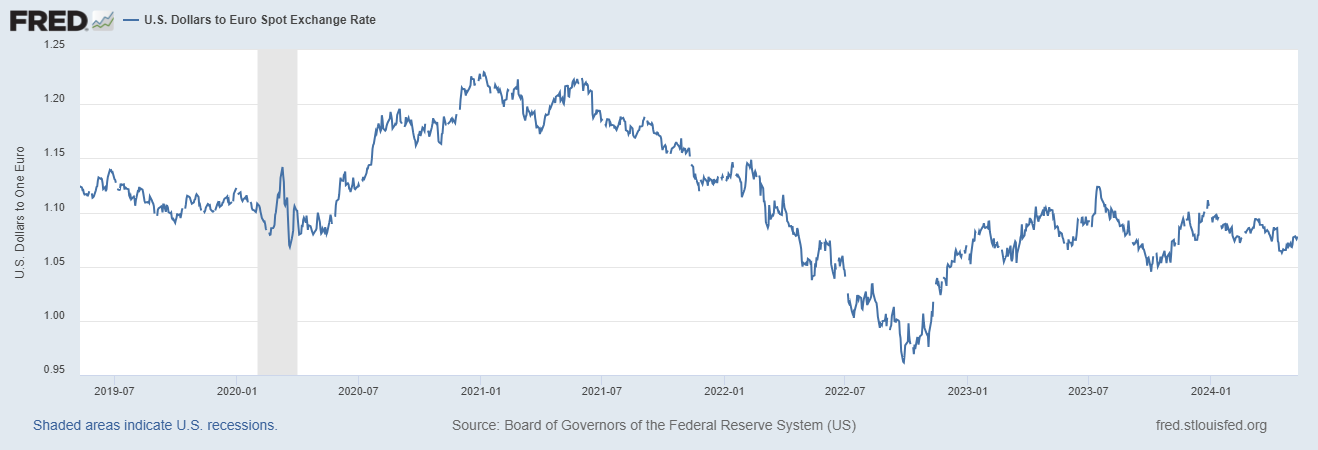 FRED U.S. Dollars to Euro Spot Exchange Rate
U.S. Dollars to One Euro
1.25
1.20
1.15
1.10
1.05
1.00
0.95
2019-07 2020-01 2020-07 2021-01 2021-07 2022-01 2022-07 2023-01 2023-07 2024-01
Shaded areas indicate U.S. recessions. Source: Board of Governors of the Federal Reserve System (US) fred.stlouisfed.org